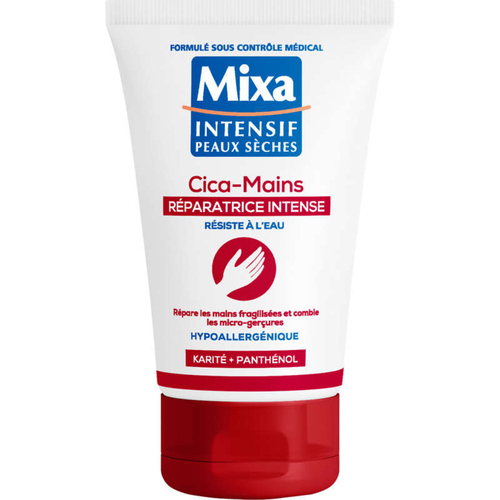 FORMULÉ SOUS CONTRÔLE MÉDICAL
Mixa
INTENSIF
PEAUX SÈCHES
Cica-Mains
RÉPARATRICE INTENSE
RÉSISTE À L'EAU
Répare les mains fragilisées et comble
les micro-gerçures
HYPOALLERGÉNIQUE
KARITÉ + PANTHÉNOL